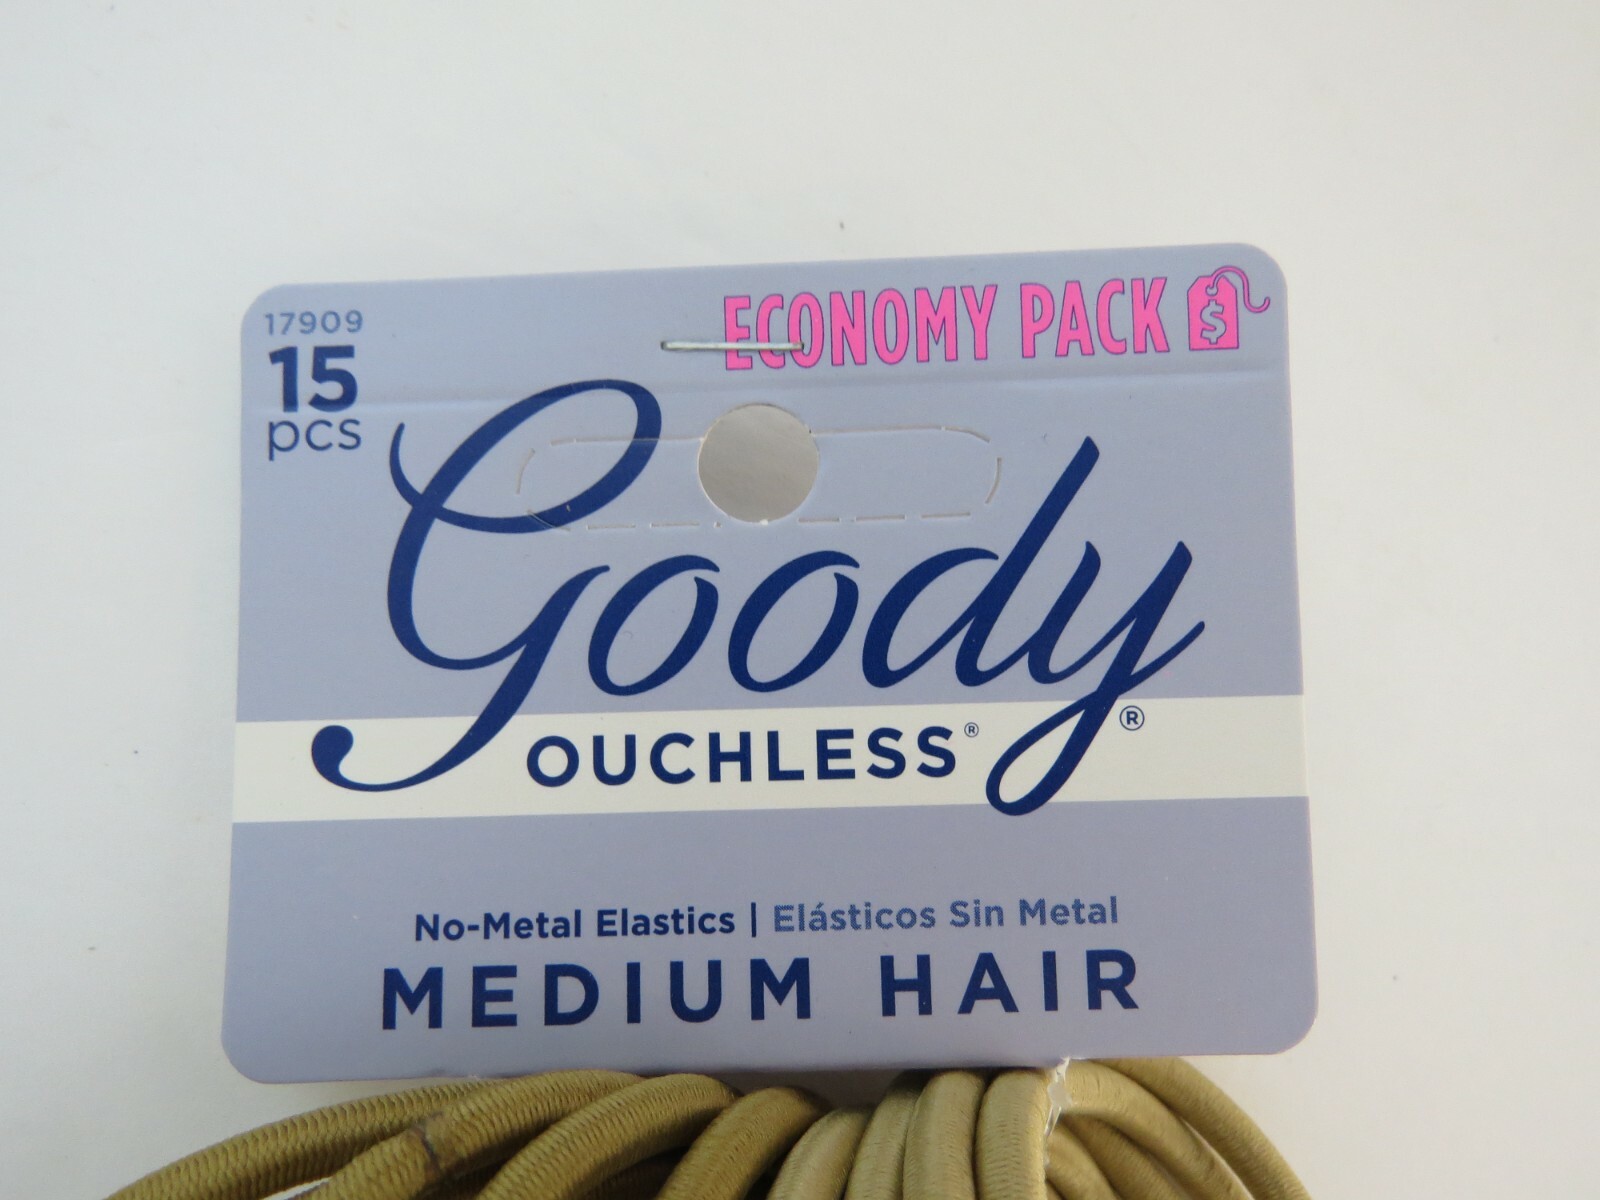 17909
15
pcs
ECONOMY PACK $
Goody®
OUCHLESS®
No-Metal Elastics | Elásticos Sin Metal
MEDIUM HAIR